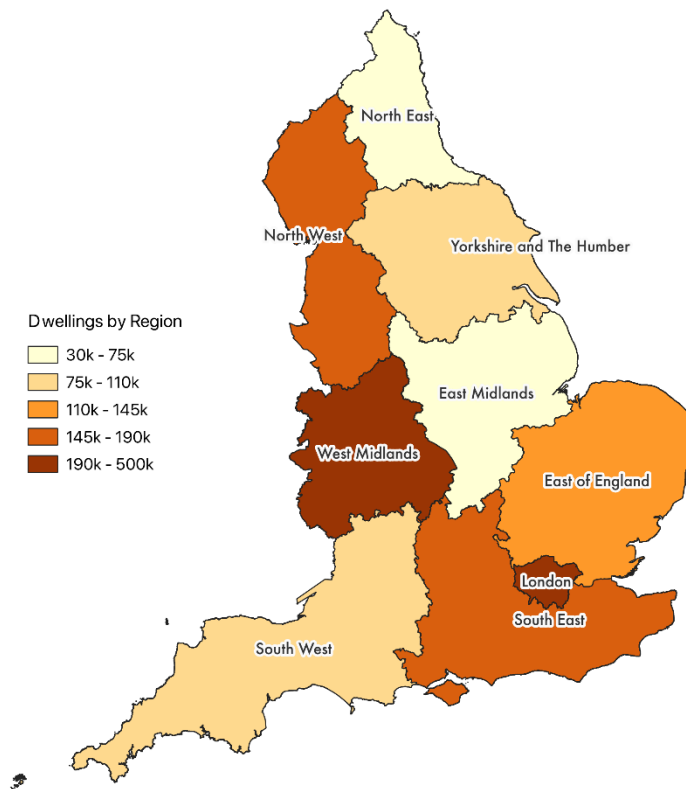 North East
North West
Yorkshire and The Humber
Dwellings by Region
30k - 75k
75k - 110k
110k - 145k
145k - 190k
190k - 500k
East Midlands
West Midlands
East of England
London
South East
South West